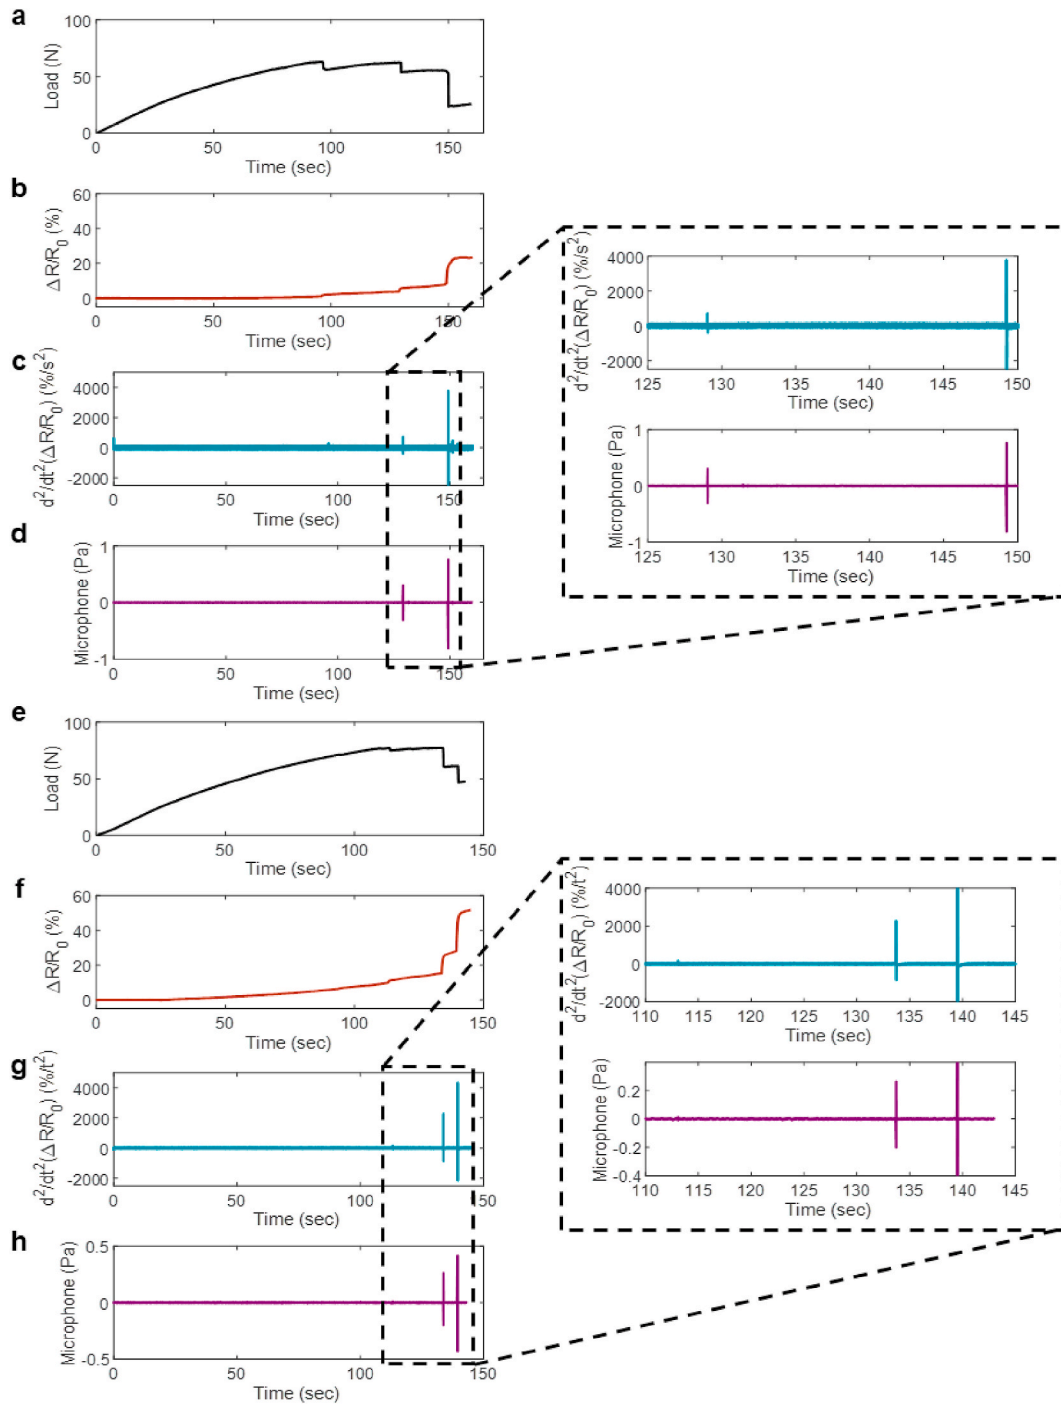 a
100
50
0
Load (N)
0 50 100 150
Time (sec)
b
60
40
20
0
ΔR/R0 (%)
0 50 100 150
Time (sec)
c
4000
2000
0
-2000
d2/dt2(ΔR/R0) (%/s2)
0 50 100 150
Time (sec)
d
1
0
-1
Microphone (Pa)
0 50 100 150
Time (sec)
4000
2000
0
-2000
d2/dt2(ΔR/R0) (%/s2)
125 130 135 140 145 150
Time (sec)
1
0
-1
Microphone (Pa)
125 130 135 140 145 150
Time (sec)
e
100
50
0
Load (N)
0 50 100 150
Time (sec)
f
60
40
20
0
ΔR/R0 (%)
0 50 100 150
Time (sec)
g
4000
2000
0
-2000
d2/dt2(ΔR/R0) (%/t2)
0 50 100 150
Time (sec)
h
0.5
0
-0.5
Microphone (Pa)
0 50 100 150
Time (sec)
4000
2000
0
-2000
d2/dt2(ΔR/R0) (%/t2)
110 115 120 125 130 135 140 145
Time (sec)
0.2
0
-0.2
-0.4
Microphone (Pa)
110 115 120 125 130 135 140 145
Time (sec)